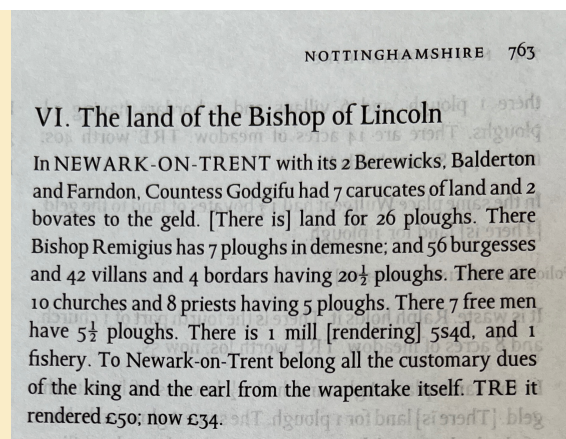 NOTTINGHAMSHIRE 763
VI. The land of the Bishop of Lincoln
In NEWARK-ON-TRENT with its 2 Berewicks, Balderton
and Farndon, Countess Godgifu had 7 carucates of land and 2
bovates to the geld. [There is] land for 26 ploughs. There
Bishop Remigius has 7 ploughs in demesne; and 56 burgesses
and 42 villans and 4 bordars having 20½ ploughs. There are
10 churches and 8 priests having 5 ploughs. There 7 free men
have 5½ ploughs. There is 1 mill [rendering] 5s4d, and 1
fishery. To Newark-on-Trent belong all the customary dues
of the king and the earl from the wapentake itself. TRE it
rendered £50; now £34.